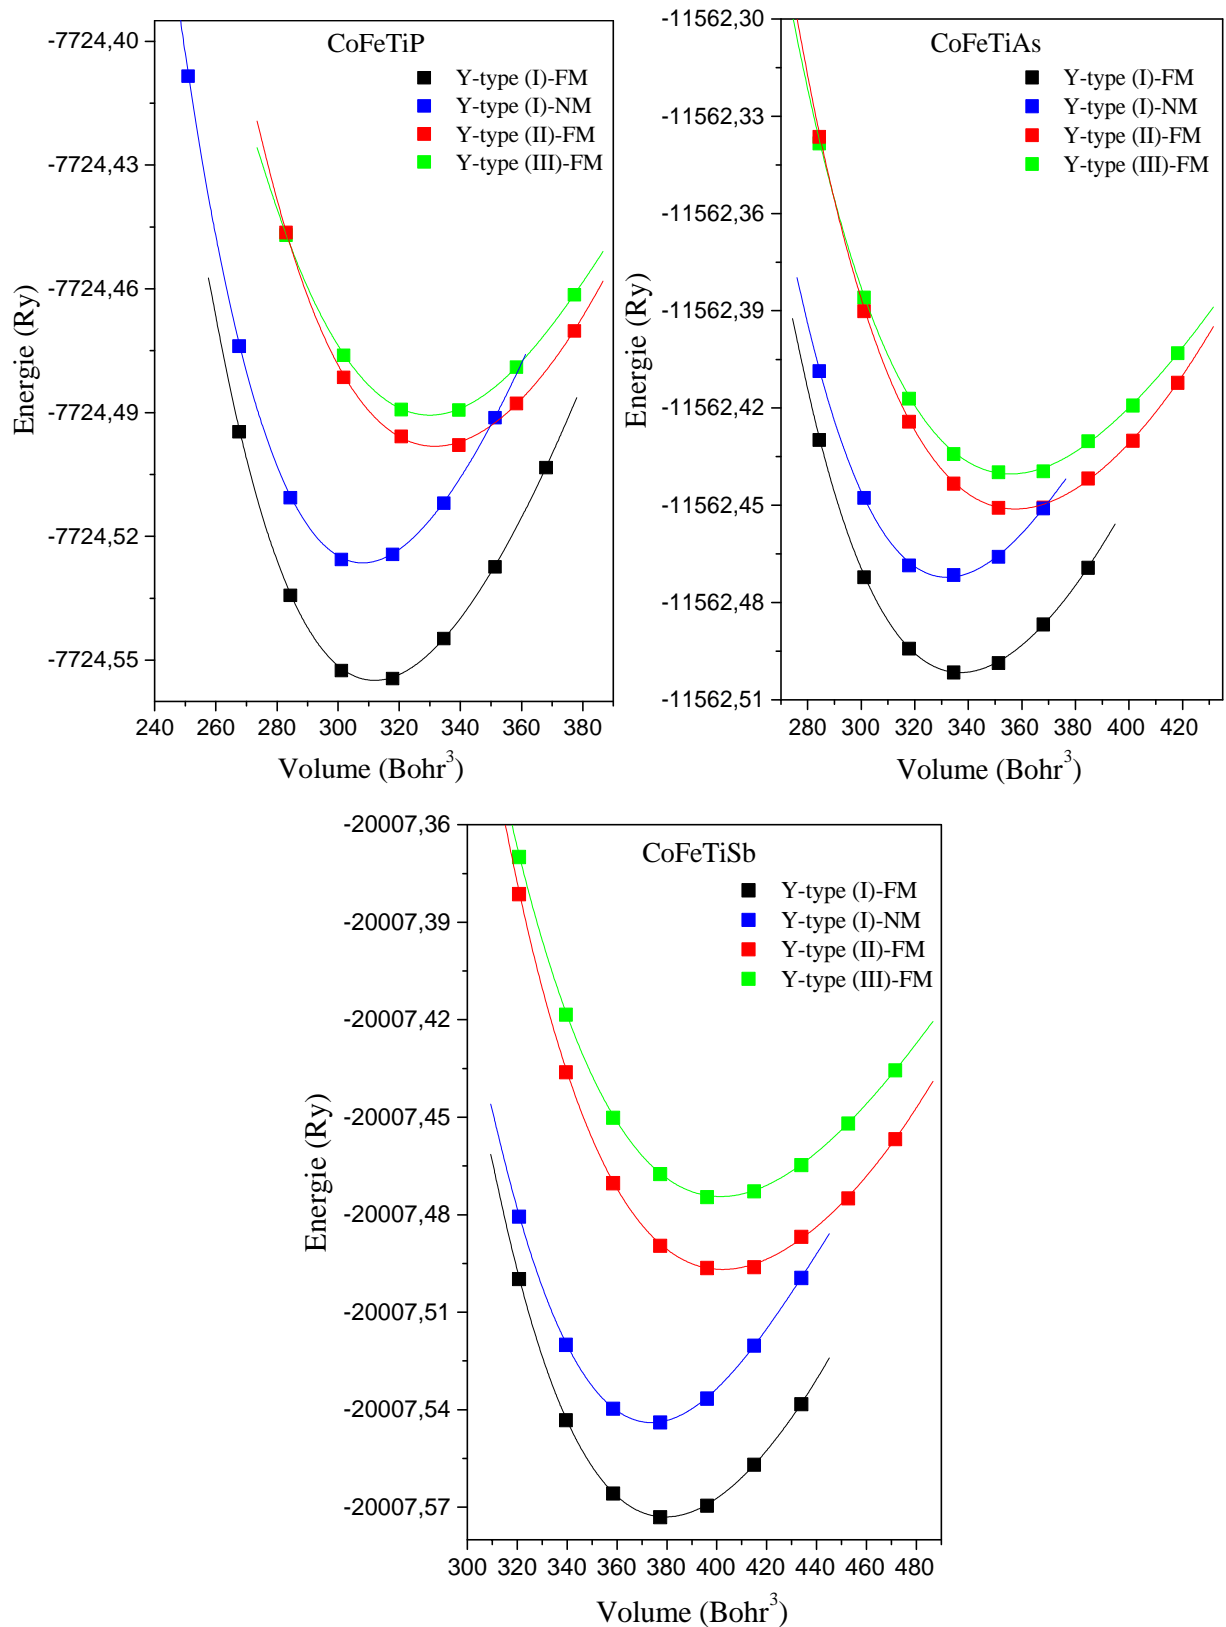 CoFeTiP
Y-type (I)-FM
Y-type (I)-NM
Y-type (II)-FM
Y-type (III)-FM
-7724,40
-7724,43
-7724,46
-7724,49
-7724,52
-7724,55
Energie (Ry)
240 260 280 300 320 340 360 380
Volume (Bohr³)
CoFeTiAs
Y-type (I)-FM
Y-type (I)-NM
Y-type (II)-FM
Y-type (III)-FM
-11562,30
-11562,33
-11562,36
-11562,39
-11562,42
-11562,45
-11562,48
-11562,51
Energie (Ry)
280 300 320 340 360 380 400 420
Volume (Bohr³)
CoFeTiSb
Y-type (I)-FM
Y-type (I)-NM
Y-type (II)-FM
Y-type (III)-FM
-20007,36
-20007,39
-20007,42
-20007,45
-20007,48
-20007,51
-20007,54
-20007,57
Energie (Ry)
300 320 340 360 380 400 420 440 460 480
Volume (Bohr³)